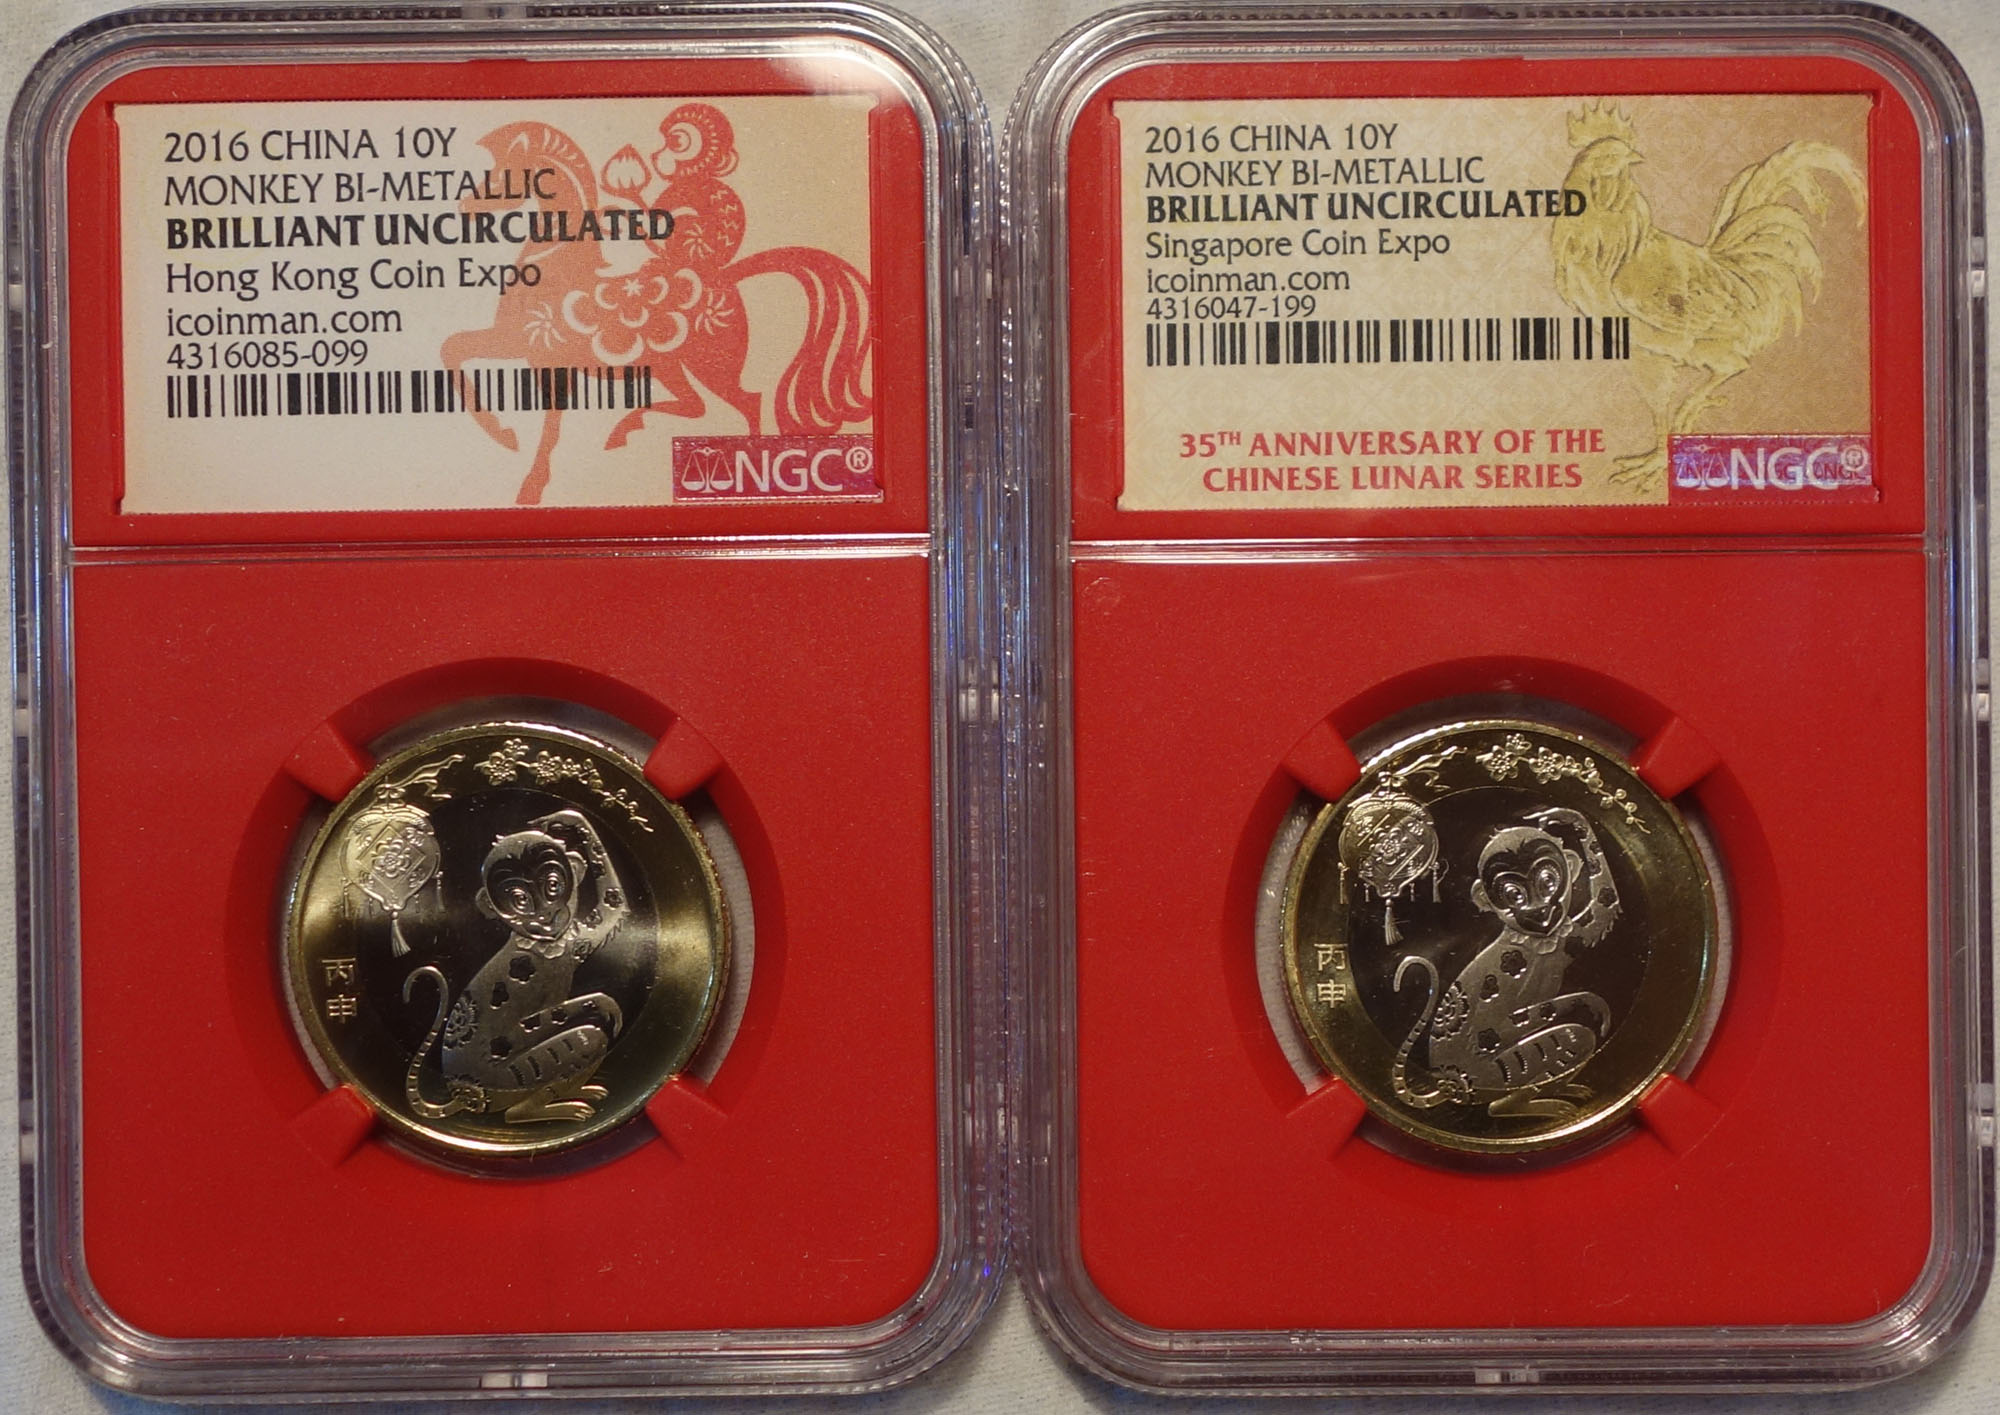 2016 CHINA 10Y
MONKEY BI-METALLIC
BRILLIANT UNCIRCULATED
Hong Kong Coin Expo
icoinman.com
4316085-099
NGC®
丙
申
2016 CHINA 10Y
MONKEY BI-METALLIC
BRILLIANT UNCIRCULATED
Singapore Coin Expo
icoinman.com
4316047-199
35TH ANNIVERSARY OF THE
CHINESE LUNAR SERIES
NGC®
丙
申